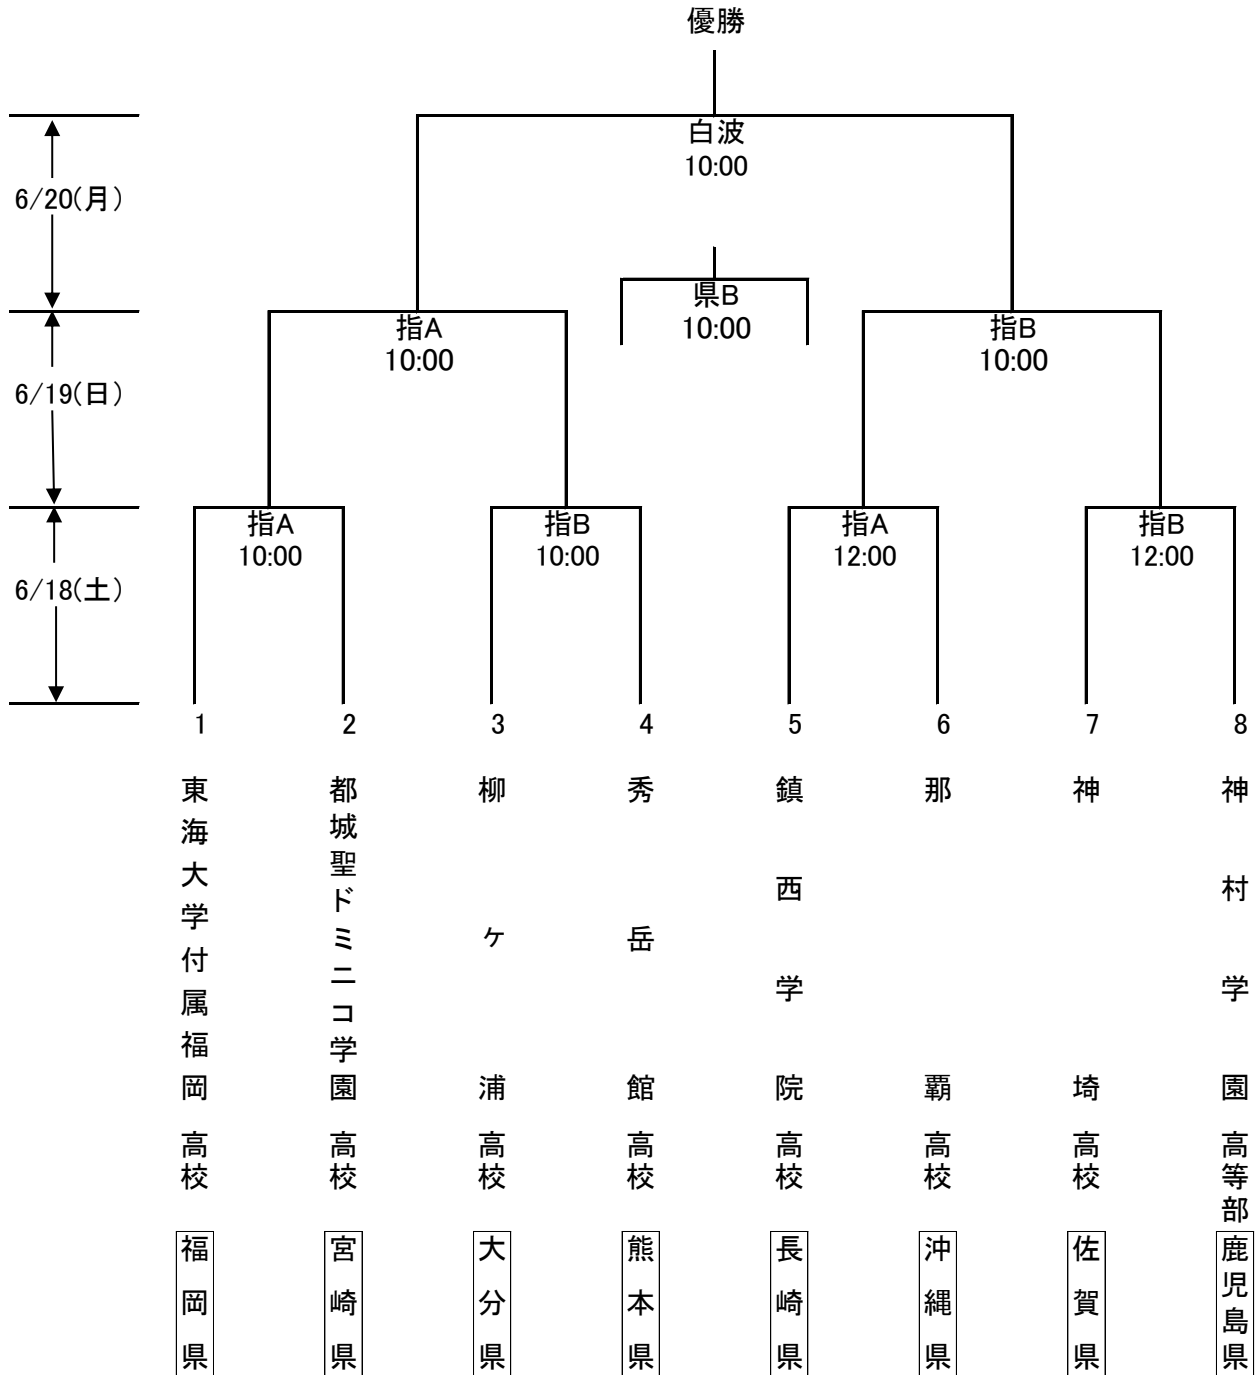 優勝
白波
10:00
6/20(月)
県B
10:00
指A
10:00
指B
10:00
6/19(日)
指A
10:00
指B
10:00
指A
12:00
指B
12:00
6/18(土)
1
2
3
4
5
6
7
8
東海大学付属福岡高校
都城聖ドミニコ学園高校
柳ケ浦高校
秀岳館高校
鎮西学院高校
那覇高校
神埼高校
神村学園高等部
福岡県
宮崎県
大分県
熊本県
長崎県
沖縄県
佐賀県
鹿児島県